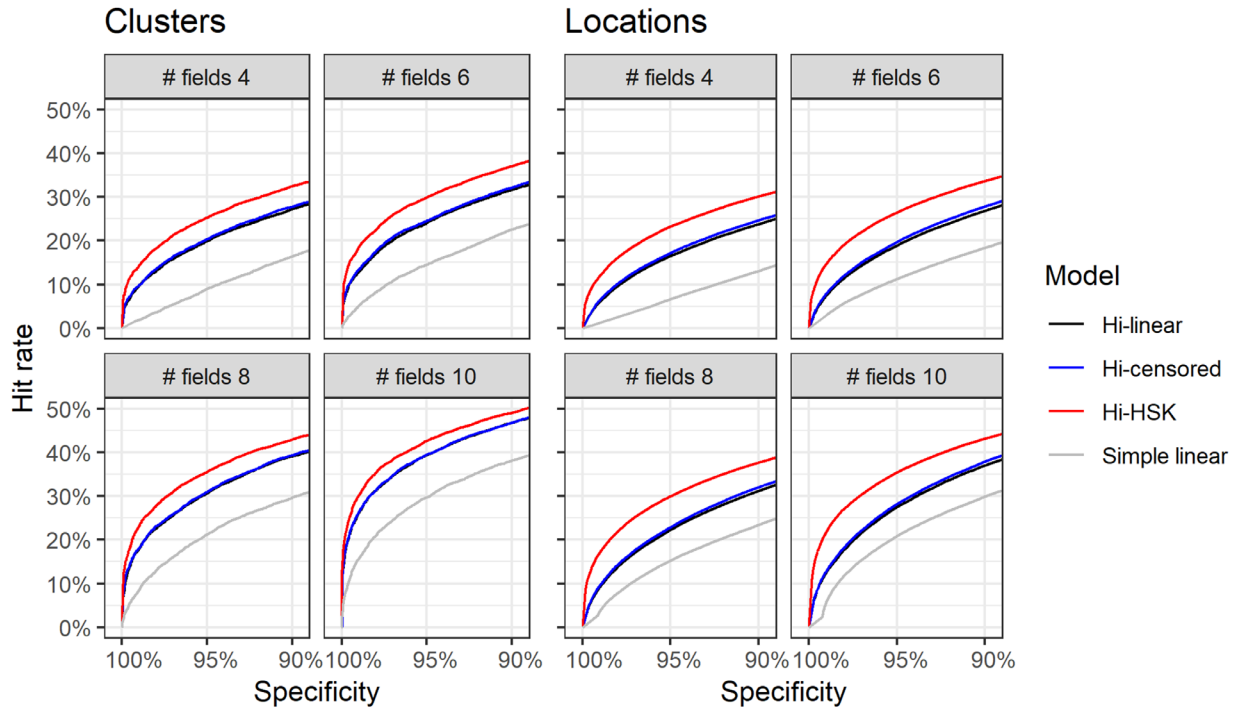 Clusters
Locations
# fields 4
# fields 6
# fields 4
# fields 6
50%
40%
30%
20%
10%
0%
# fields 8
# fields 10
# fields 8
# fields 10
50%
40%
30%
20%
10%
0%
Hit rate
100% 95% 90%
100% 95% 90%
100% 95% 90%
100% 95% 90%
Specificity
Specificity
Model
Hi-linear
Hi-censored
Hi-HSK
Simple linear